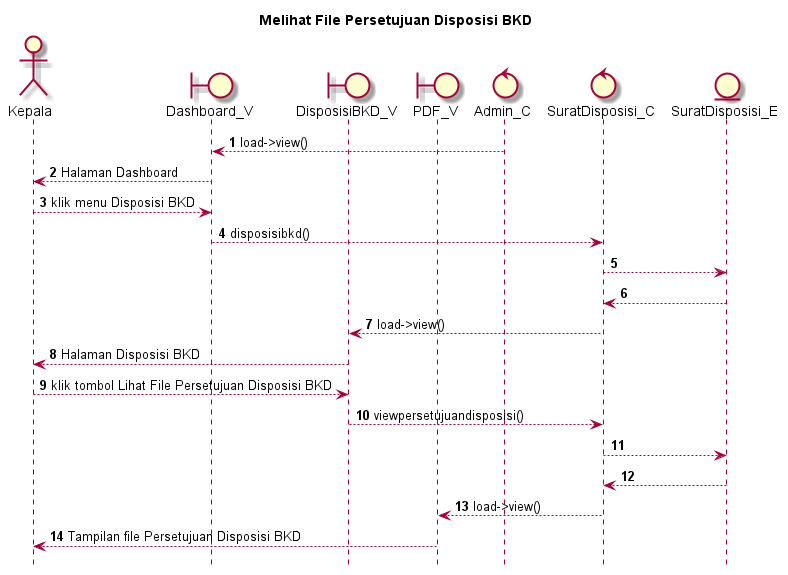 Melihat File Persetujuan Disposisi BKD
Kepala
Dashboard_V
DisposisiBKD_V
PDF_V
Admin_C
SuratDisposisi_C
SuratDisposisi_E
1 load->view()
2 Halaman Dashboard
3 klik menu Disposisi BKD
4 disposisibkd()
5
6
7 load->view()
8 Halaman Disposisi BKD
9 klik tombol Lihat File Persetujuan Disposisi BKD
10 viewpersetujuandisposisi()
11
12
13 load->view()
14 Tampilan file Persetujuan Disposisi BKD